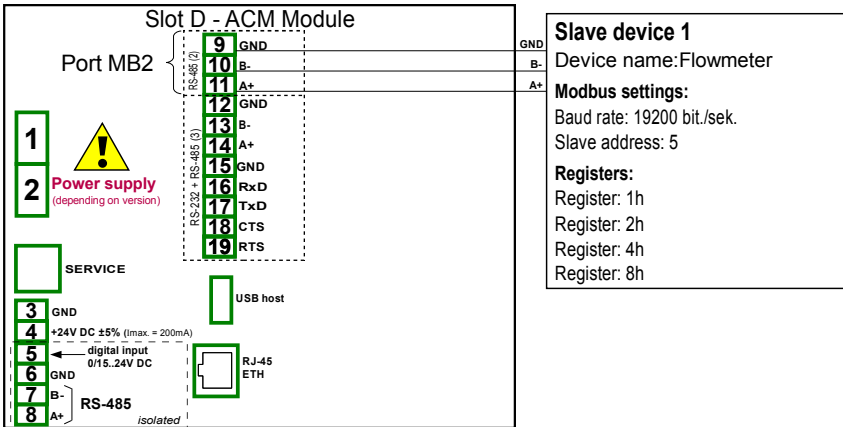 Slot D - ACM Module
Port MB2
RS-485 (2)
9 GND
10 B-
11 A+
RS-232 + RS-485 (3)
12 GND
13 B-
14 A+
15 GND
16 RxD
17 TxD
18 CTS
19 RTS
1
2
Power supply
(depending on version)
SERVICE
USB host
3 GND
4 +24V DC ±5% (Imax. = 200mA)
5 digital input
0/15..24V DC
6 GND
7 B-
8 A+
RS-485
isolated
RJ-45
ETH
GND
B-
A+
Slave device 1
Device name:Flowmeter
Modbus settings:
Baud rate: 19200 bit./sek.
Slave address: 5
Registers:
Register: 1h
Register: 2h
Register: 4h
Register: 8h